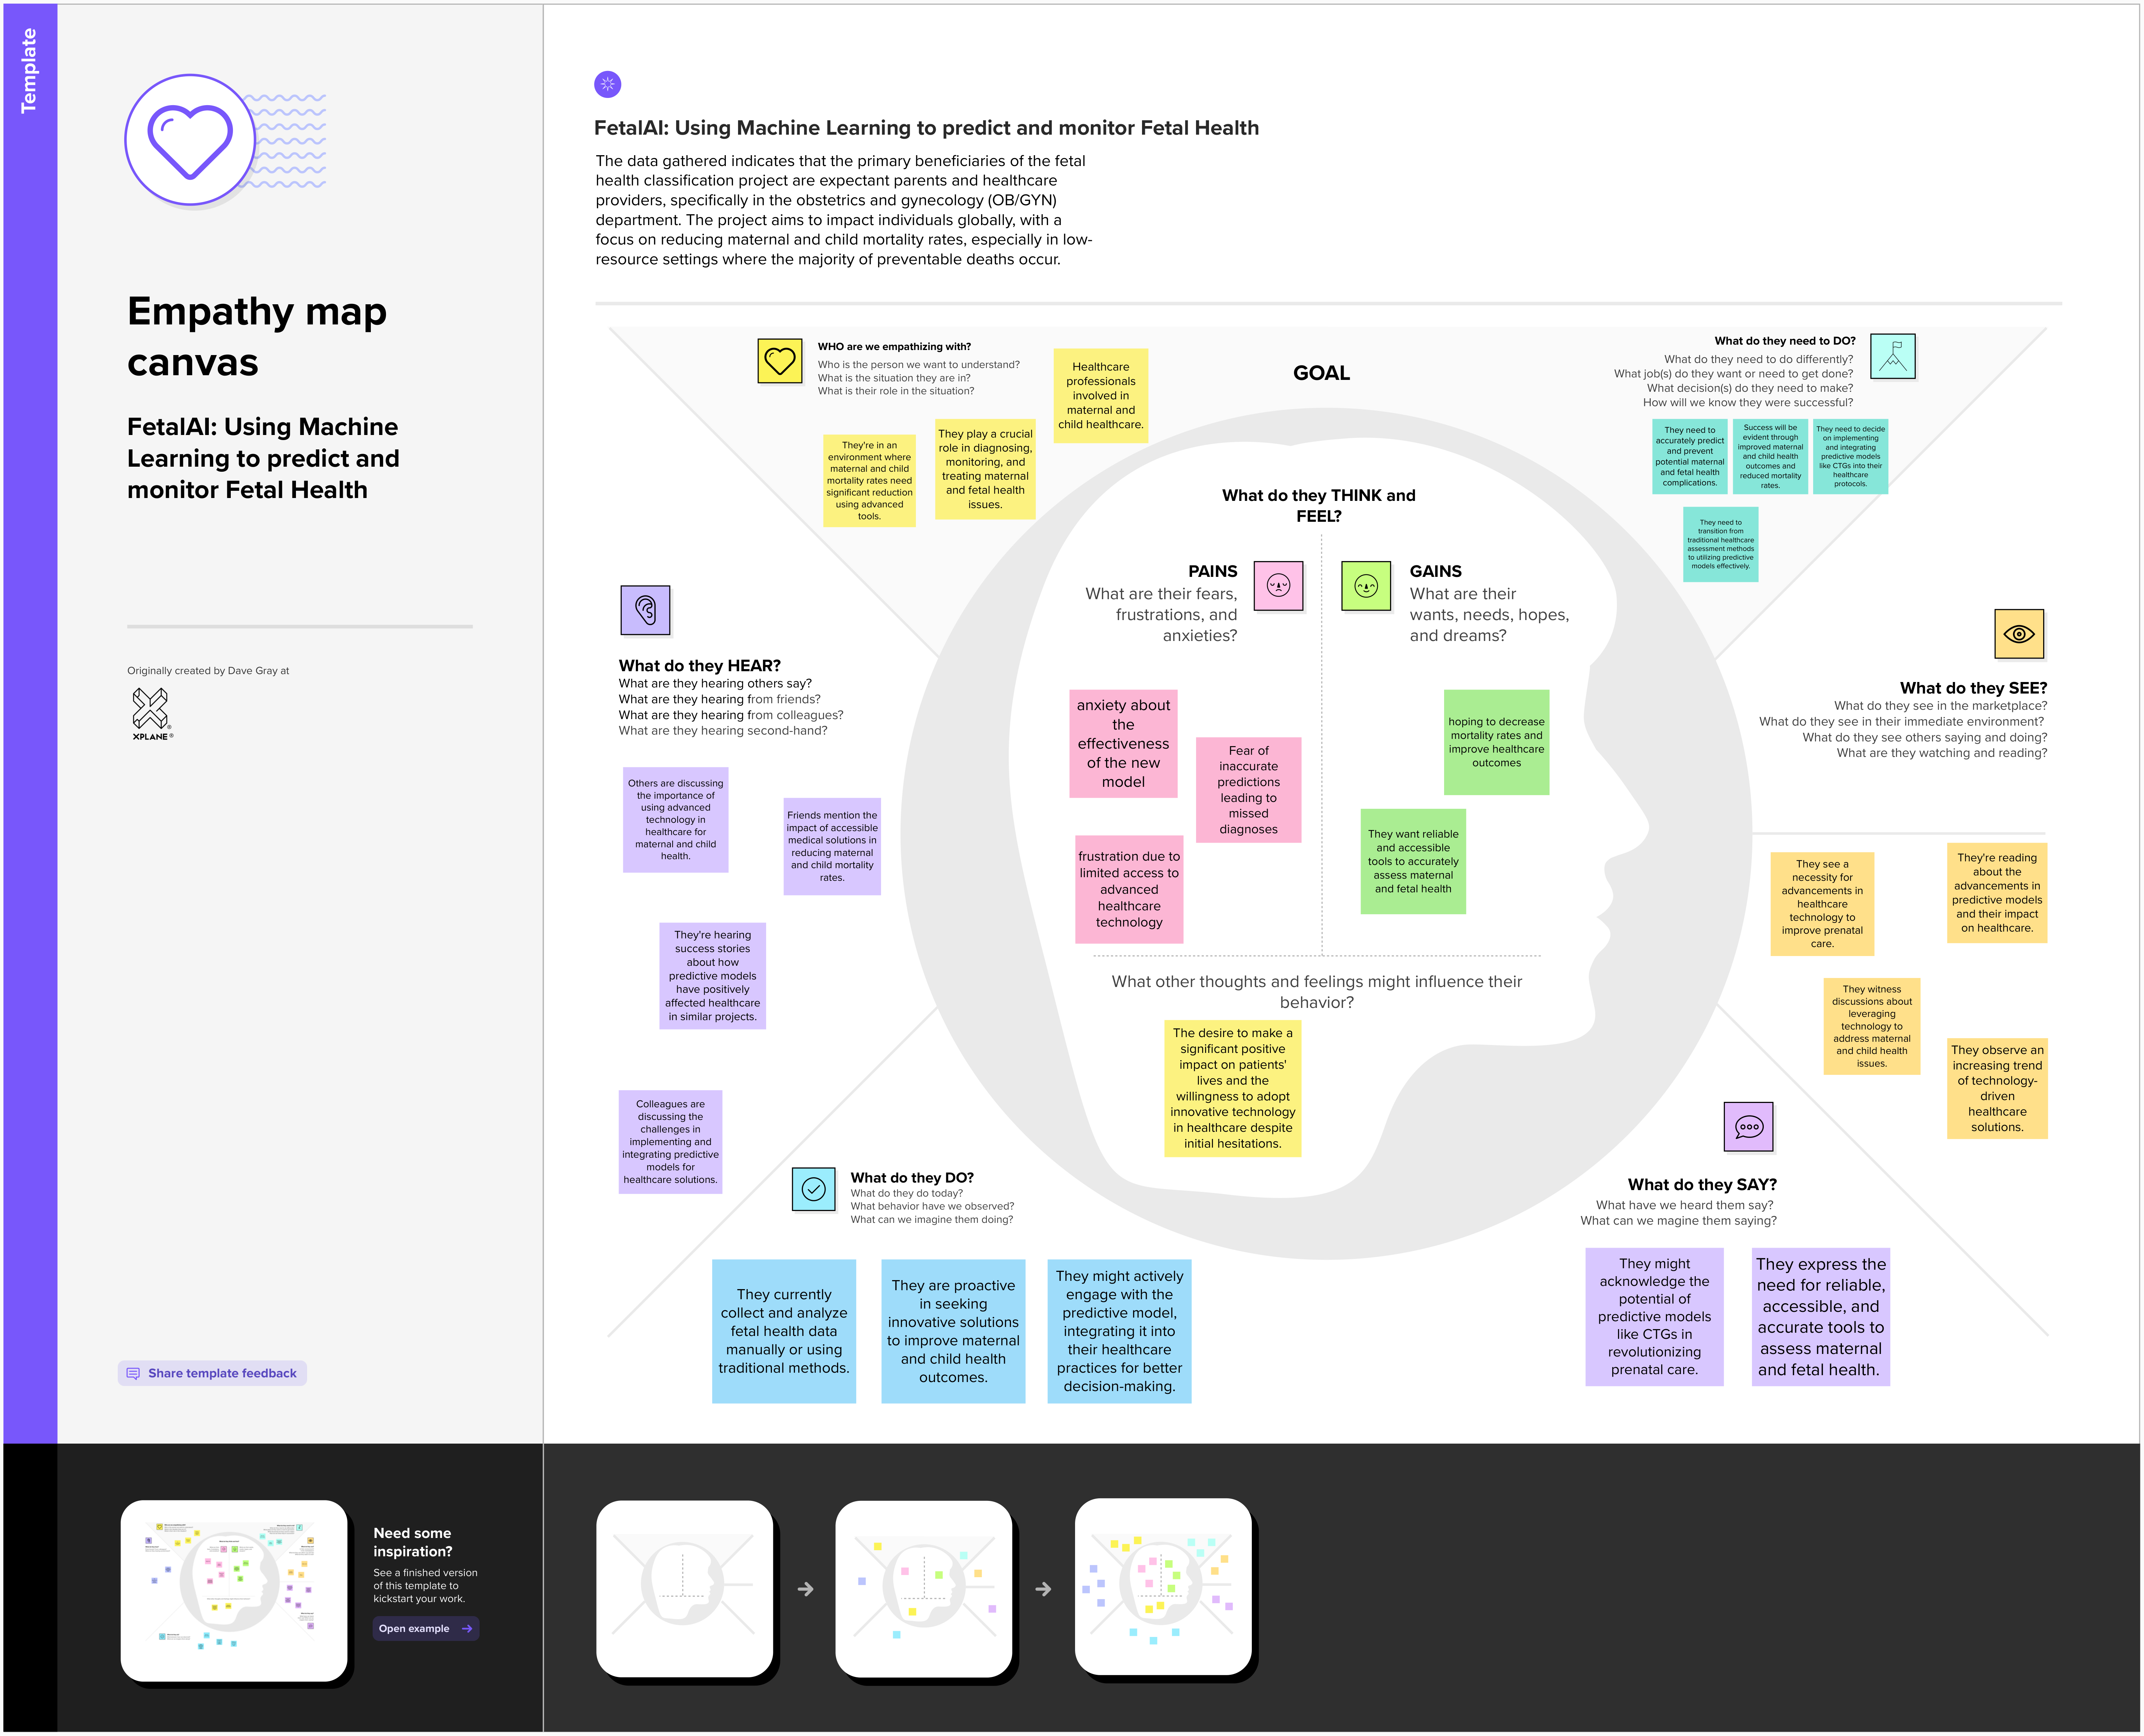 Template
Empathy map
canvas
FetalAI: Using Machine
Learning to predict and
monitor Fetal Health
Originally created by Dave Gray at
XPLANE®
Share template feedback
FetalAI: Using Machine Learning to predict and monitor Fetal Health
The data gathered indicates that the primary beneficiaries of the fetal
health classification project are expectant parents and healthcare
providers, specifically in the obstetrics and gynecology (OB/GYN)
department. The project aims to impact individuals globally, with a
focus on reducing maternal and child mortality rates, especially in low-
resource settings where the majority of preventable deaths occur.
WHO are we empathizing with?
Who is the person we want to understand?
What is the situation they are in?
What is their role in the situation?
Healthcare
professionals
involved in
maternal and
child healthcare.
They're in an
environment where
maternal and child
mortality rates need
significant reduction
using advanced
tools.
They play a crucial
role in diagnosing,
monitoring, and
treating maternal
and fetal health
issues.
GOAL
What do they need to DO?
What do they need to do differently?
What job(s) do they want or need to get done?
What decision(s) do they need to make?
How will we know they were successful?
They need to
accurately predict
and prevent
potential maternal
and fetal health
complications.
Success will be
evident through
improved maternal
and child health
outcomes and
reduced mortality
rates.
They need to decide
on implementing
and integrating
predictive models
like CTGs into their
healthcare
protocols.
They need to
transition from
traditional healthcare
assessment methods
to utilizing predictive
models effectively.
What do they THINK and
FEEL?
PAINS
What are their fears,
frustrations, and
anxieties?
GAINS
What are their
wants, needs, hopes,
and dreams?
anxiety about
the
effectiveness
of the new
model
Fear of
inaccurate
predictions
leading to
missed
diagnoses
frustration due to
limited access to
advanced
healthcare
technology
hoping to decrease
mortality rates and
improve healthcare
outcomes
They want reliable
and accessible
tools to accurately
assess maternal
and fetal health
What other thoughts and feelings might influence their
behavior?
The desire to make a
significant positive
impact on patients'
lives and the
willingness to adopt
innovative technology
in healthcare despite
initial hesitations.
What do they HEAR?
What are they hearing others say?
What are they hearing from friends?
What are they hearing from colleagues?
What are they hearing second-hand?
Others are discussing
the importance of
using advanced
technology in
healthcare for
maternal and child
health.
Friends mention the
impact of accessible
medical solutions in
reducing maternal
and child mortality
rates.
They're hearing
success stories
about how
predictive models
have positively
affected healthcare
in similar projects.
Colleagues are
discussing the
challenges in
implementing and
integrating predictive
models for
healthcare solutions.
What do they SEE?
What do they see in the marketplace?
What do they see in their immediate environment?
What do they see others saying and doing?
What are they watching and reading?
They see a
necessity for
advancements in
healthcare
technology to
improve prenatal
care.
They're reading
about the
advancements in
predictive models
and their impact
on healthcare.
They witness
discussions about
leveraging
technology to
address maternal
and child health
issues.
They observe an
increasing trend
of technology-
driven
healthcare
solutions.
What do they DO?
What do they do today?
What behavior have we observed?
What can we imagine them doing?
They currently
collect and analyze
fetal health data
manually or using
traditional methods.
They are proactive
in seeking
innovative solutions
to improve maternal
and child health
outcomes.
They might actively
engage with the
predictive model,
integrating it into
their healthcare
practices for better
decision-making.
What do they SAY?
What have we heard them say?
What can we magine them saying?
They might
acknowledge the
potential of
predictive models
like CTGs in
revolutionizing
prenatal care.
They express the
need for reliable,
accessible, and
accurate tools to
assess maternal
and fetal health.
Need some
inspiration?
See a finished version
of this template to
kickstart your work.
Open example